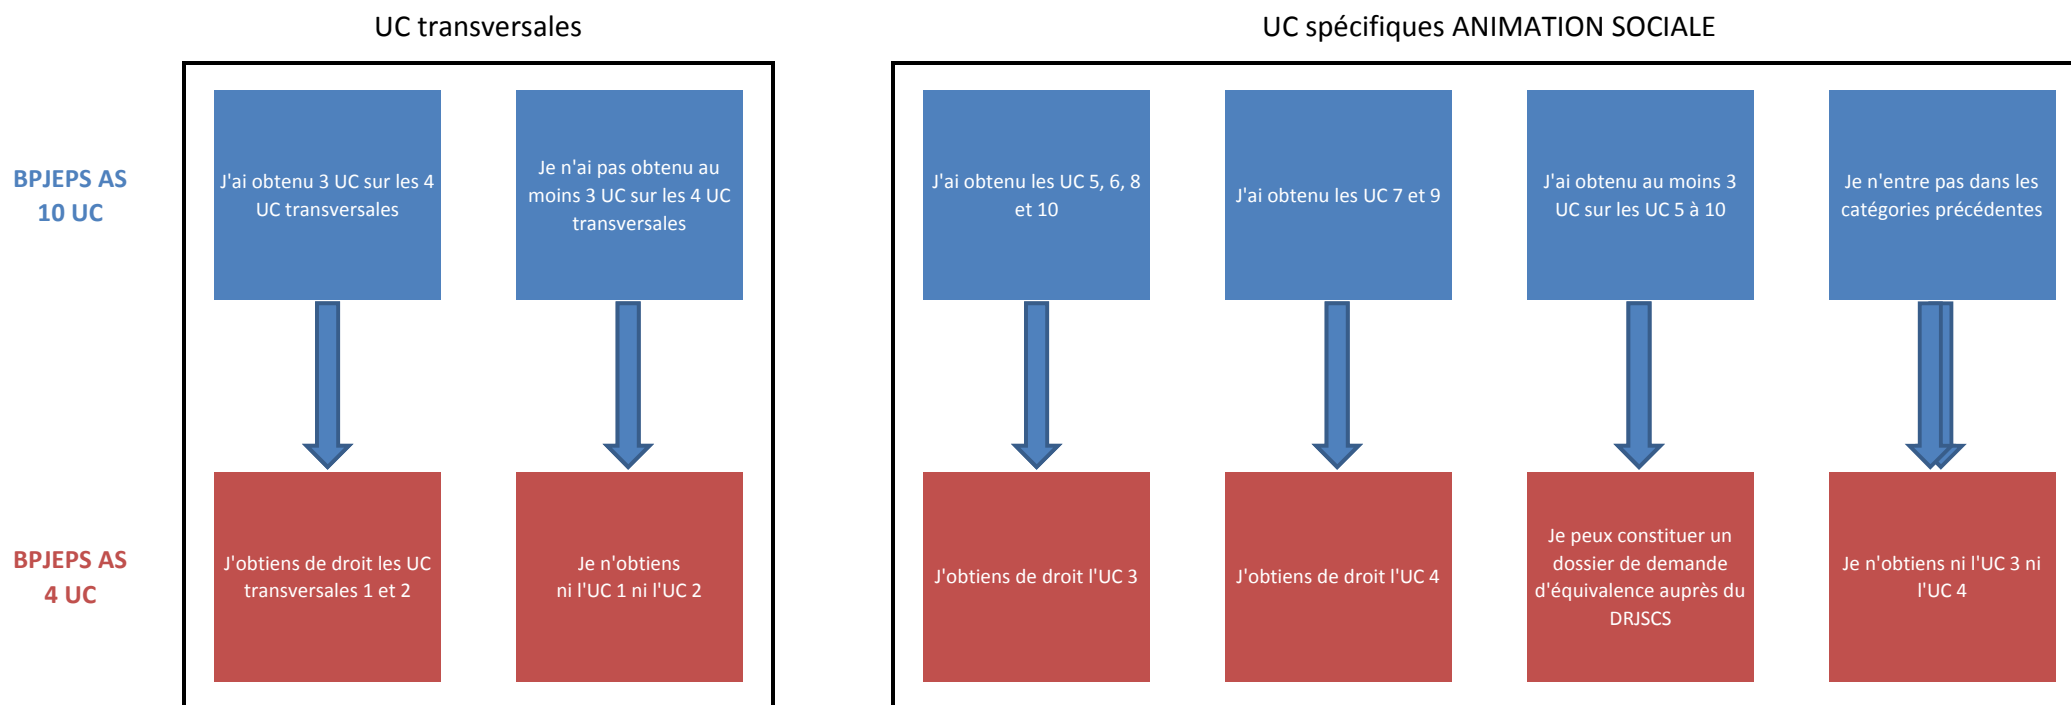 UC transversales
UC spécifiques ANIMATION SOCIALE
BPJEPS AS
10 UC
J'ai obtenu 3 UC sur les 4
UC transversales
Je n'ai pas obtenu au
moins 3 UC sur les 4 UC
transversales
J'ai obtenu les UC 5, 6, 8
et 10
J'ai obtenu les UC 7 et 9
J'ai obtenu au moins 3
UC sur les UC 5 à 10
Je n'entre pas dans les
catégories précédentes
BPJEPS AS
4 UC
J'obtiens de droit les UC
transversales 1 et 2
Je n'obtiens
ni l'UC 1 ni l'UC 2
J'obtiens de droit l'UC 3
J'obtiens de droit l'UC 4
Je peux constituer un
dossier de demande
d'équivalence auprès du
DRJSCS
Je n'obtiens ni l'UC 3 ni
l'UC 4